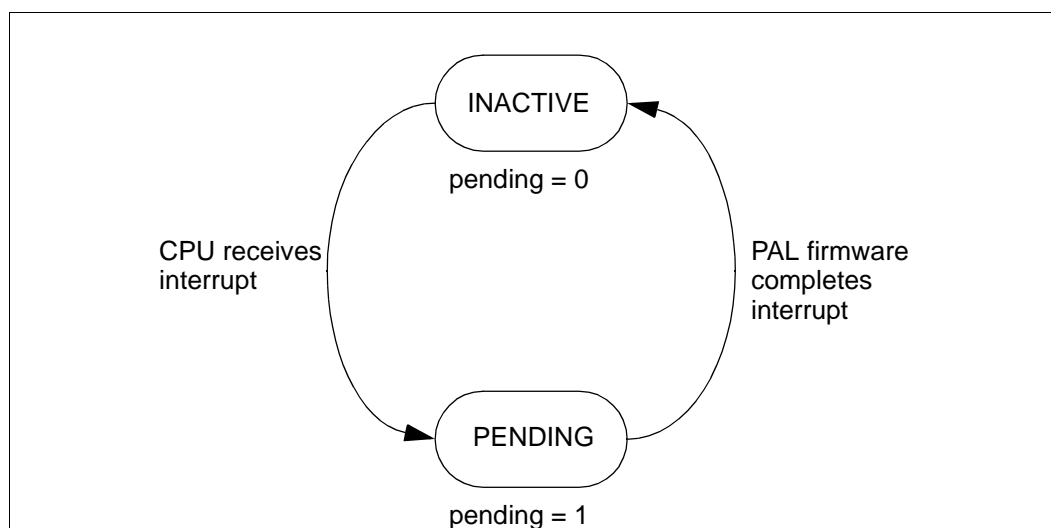 INACTIVE
pending = 0
CPU receives
interrupt
PAL firmware
completes
interrupt
PENDING
pending = 1